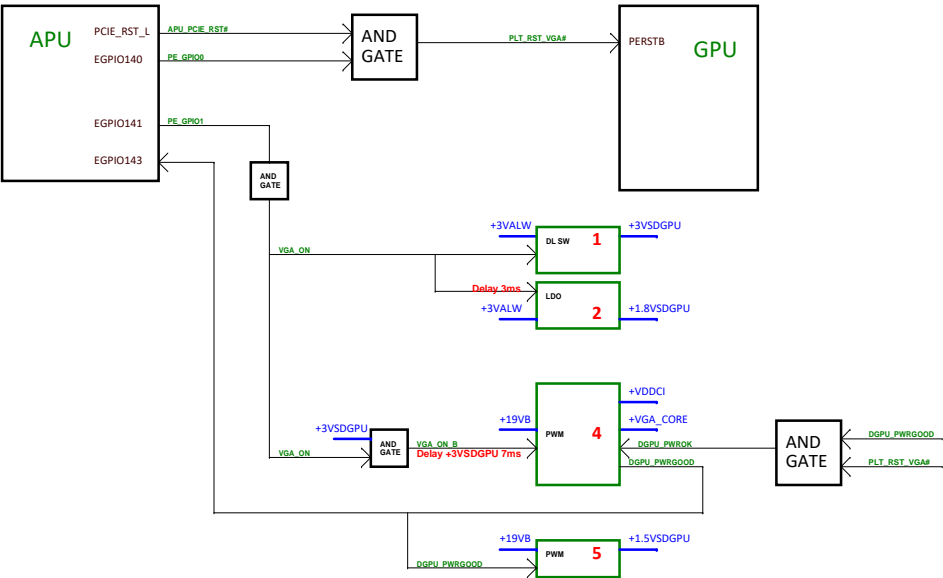 APU
PCIE_RST_L
APU_PCIE_RST#
EGPIO140
PE_GPIO0
AND
GATE
PLT_RST_VGA#
PERSTB
GPU
EGPIO141
PE_GPIO1
EGPIO143
AND
GATE
VGA_ON
+3VALW
DL SW
1
+3VSDGPU
Delay 3ms
LDO
+3VALW
2
+1.8VSDGPU
+3VSDGPU
VGA_ON
AND
GATE
VGA_ON_B
Delay +3VSDGPU 7ms
+19VB
PWM
4
+VDDCI
+VGA_CORE
DGPU_PWROK
DGPU_PWRGOOD
AND
GATE
DGPU_PWRGOOD
PLT_RST_VGA#
DGPU_PWRGOOD
+19VB
PWM
5
+1.5VSDGPU